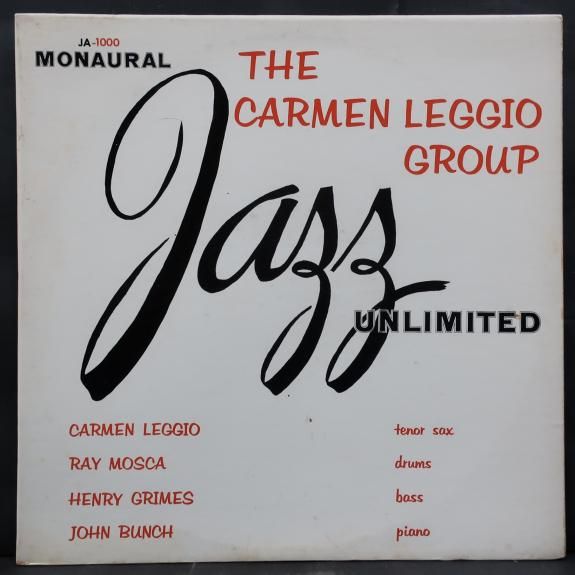 JA-1000
MONAURAL
THE
CARMEN LEGGIO
GROUP
Jazz
UNLIMITED
CARMEN LEGGIO tenor sax
RAY MOSCA drums
HENRY GRIMES bass
JOHN BUNCH piano